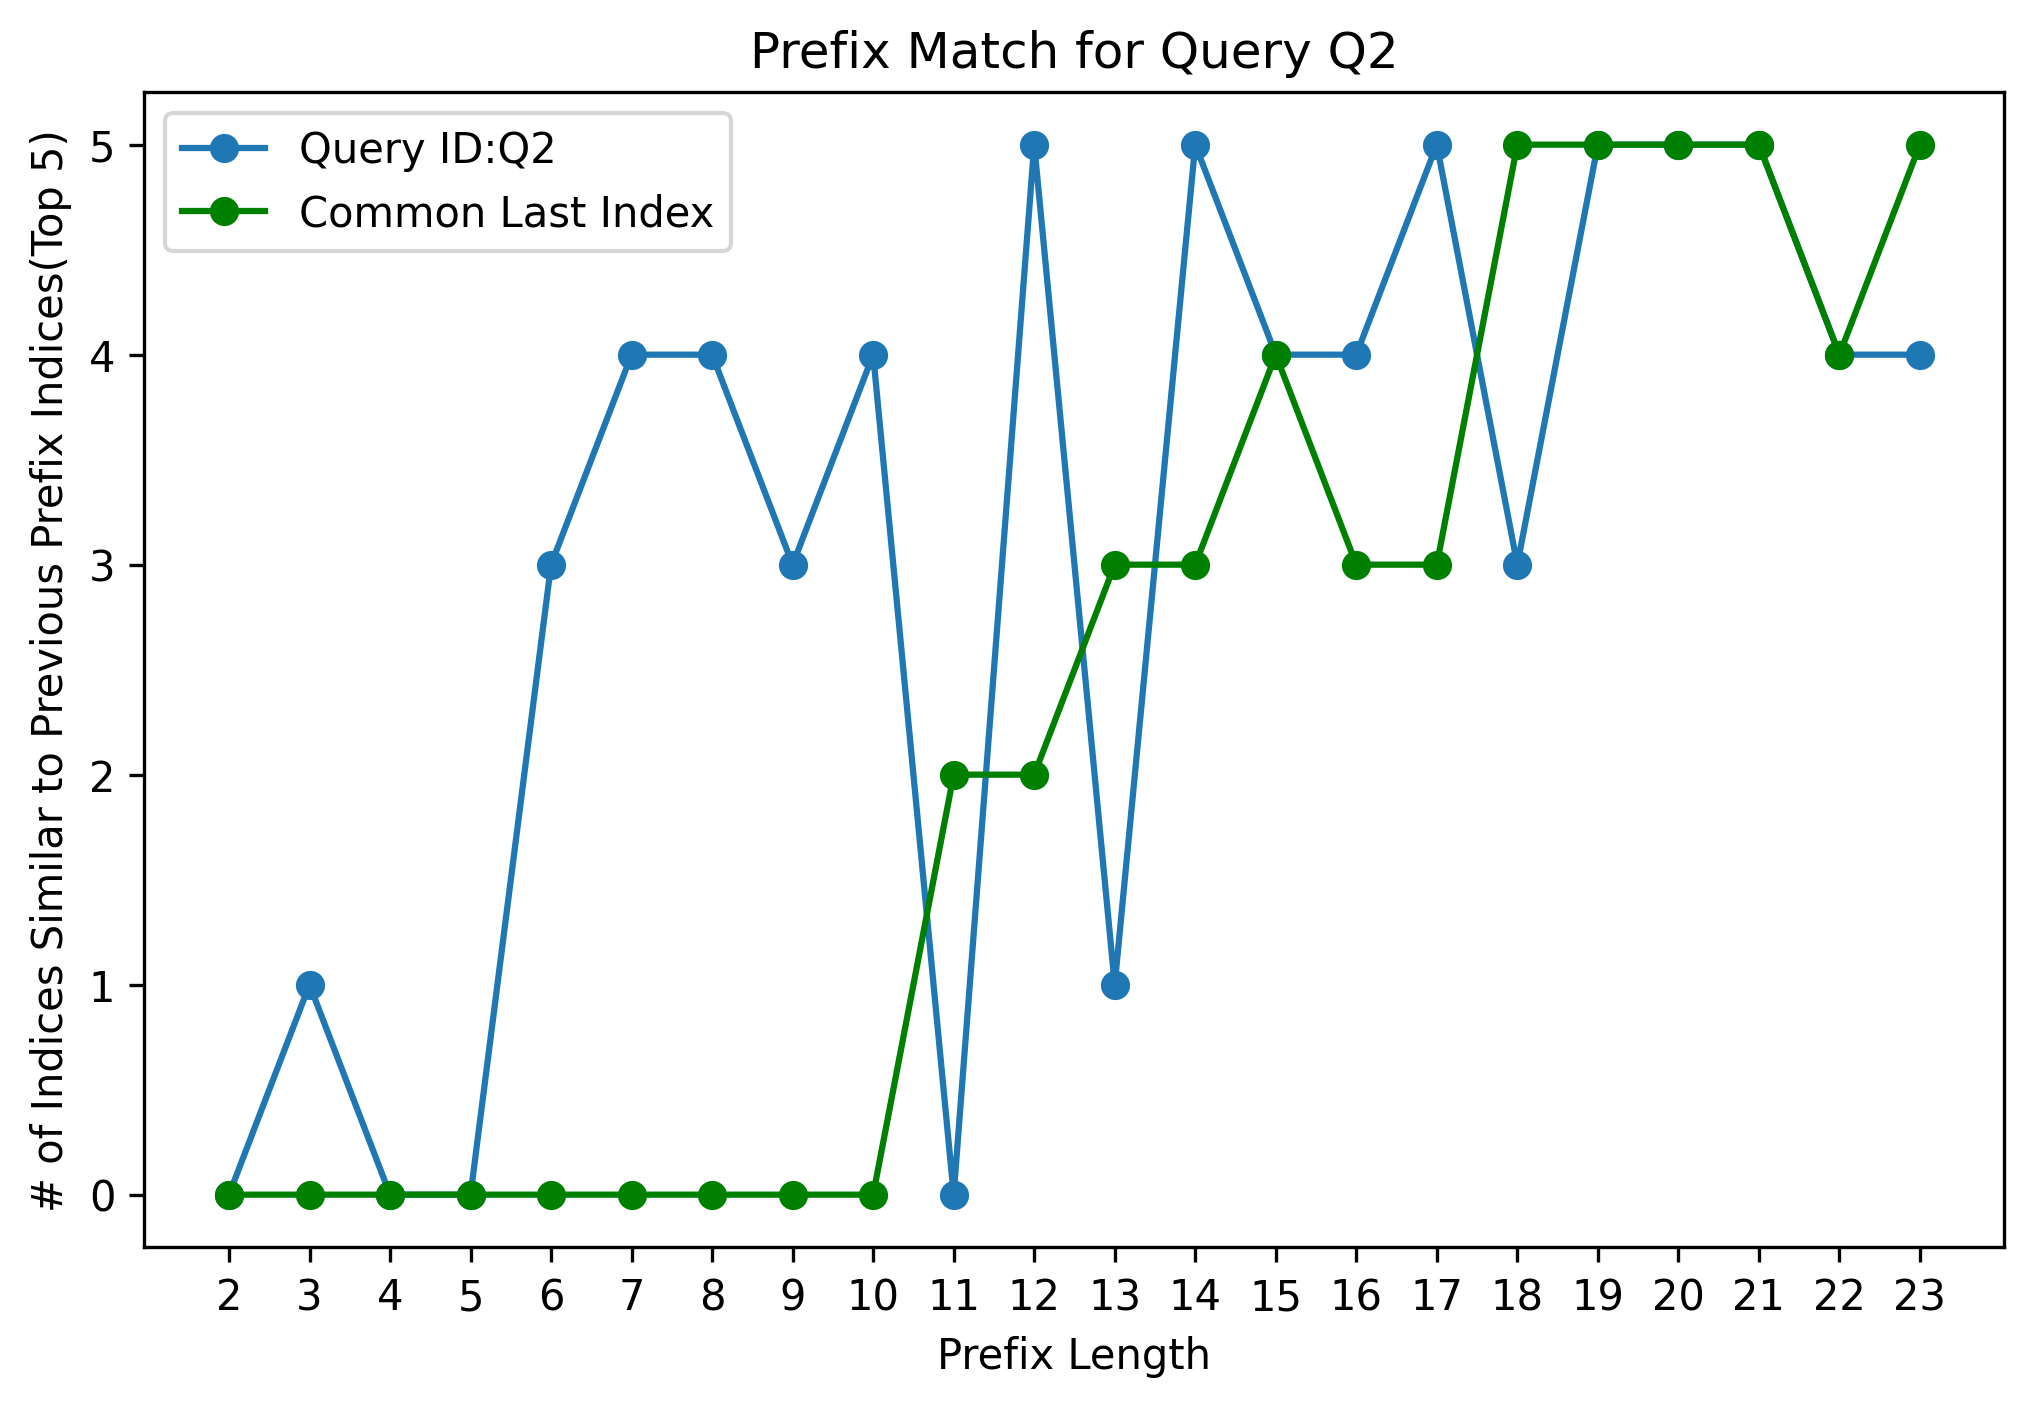 Prefix Match for Query Q2
Query ID:Q2
Common Last Index
# of Indices Similar to Previous Prefix Indices(Top 5)
5
4
3
2
1
0
2 3 4 5 6 7 8 9 10 11 12 13 14 15 16 17 18 19 20 21 22 23
Prefix Length